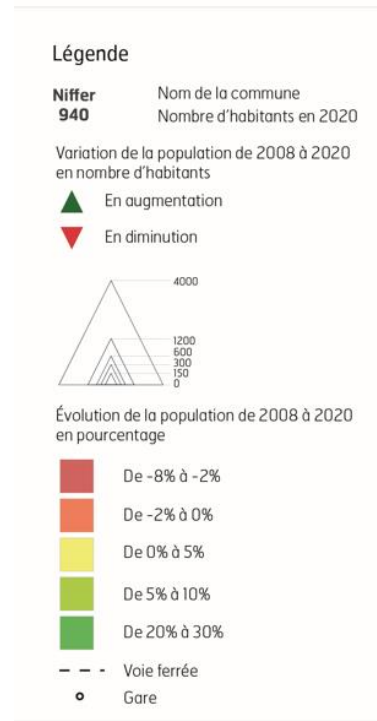 Légende
Niffer
Nom de la commune
940
Nombre d'habitants en 2020
Variation de la population de 2008 à 2020
en nombre d'habitants
En augmentation
En diminution
4000
1200
600
300
150
0
Évolution de la population de 2008 à 2020
en pourcentage
De -8% à -2%
De -2% à 0%
De 0% à 5%
De 5% à 10%
De 20% à 30%
Voie ferrée
Gare